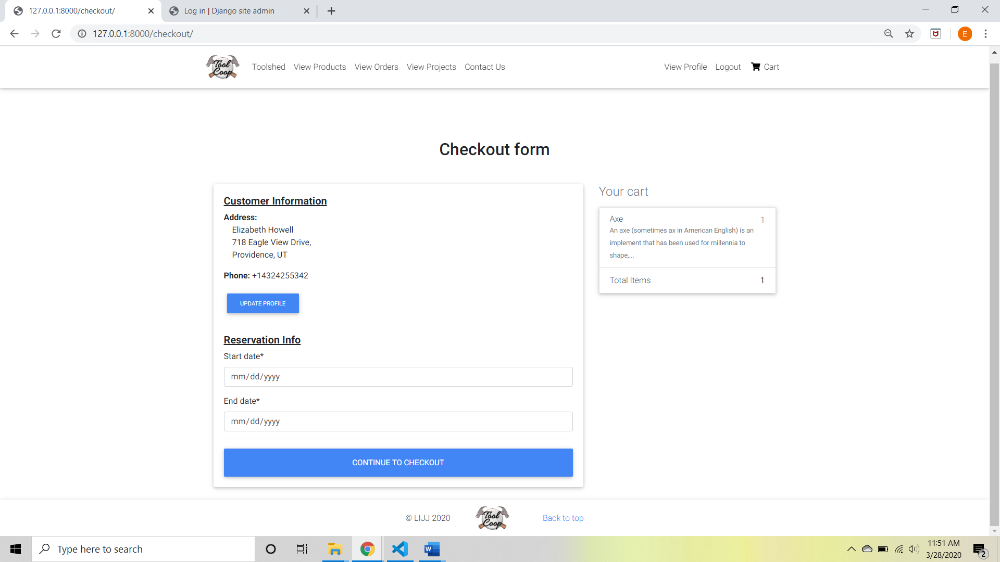 127.0.0.1:8000/checkout/
Log in | Django site admin
127.0.0.1:8000/checkout/
E
Tool Coop
Toolshed View Products View Orders View Projects Contact Us View Profile Logout Cart
Checkout form
Customer Information
Address:
Elizabeth Howell
718 Eagle View Drive,
Providence, UT
Phone: +14324255342
UPDATE PROFILE
Reservation Info
Start date*
mm/dd/yyyy
End date*
mm/dd/yyyy
CONTINUE TO CHECKOUT
Your cart
Axe 1
An axe (sometimes ax in American English) is an
implement that has been used for millennia to
shape,...
Total Items 1
© LIJJ 2020 Tool Coop Back to top
Type here to search
W
11:51 AM
3/28/2020
2